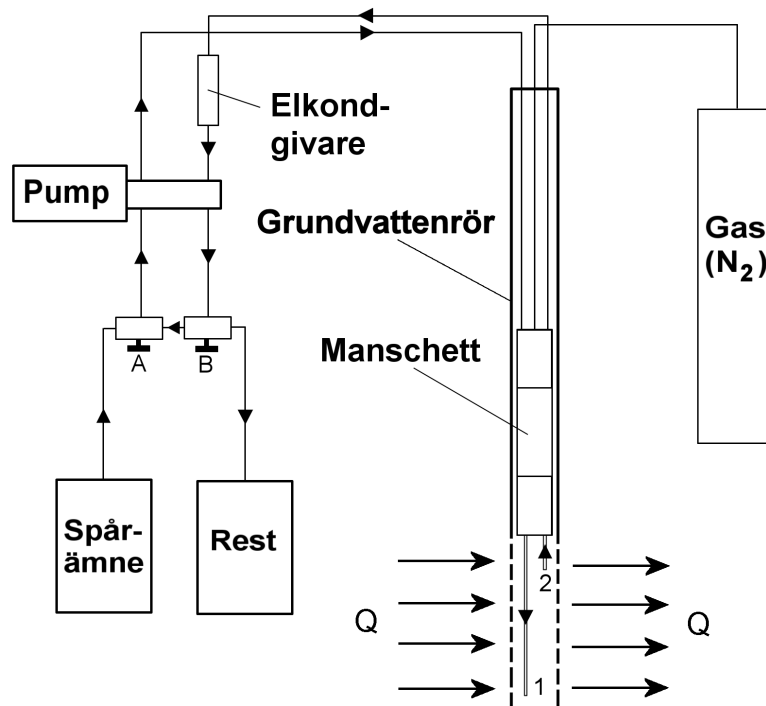 Elkond-
givare
Pump
Grundvattenrör
Gas
(N2)
A
B
Manschett
Spår-
ämne
Rest
2
Q
Q
1